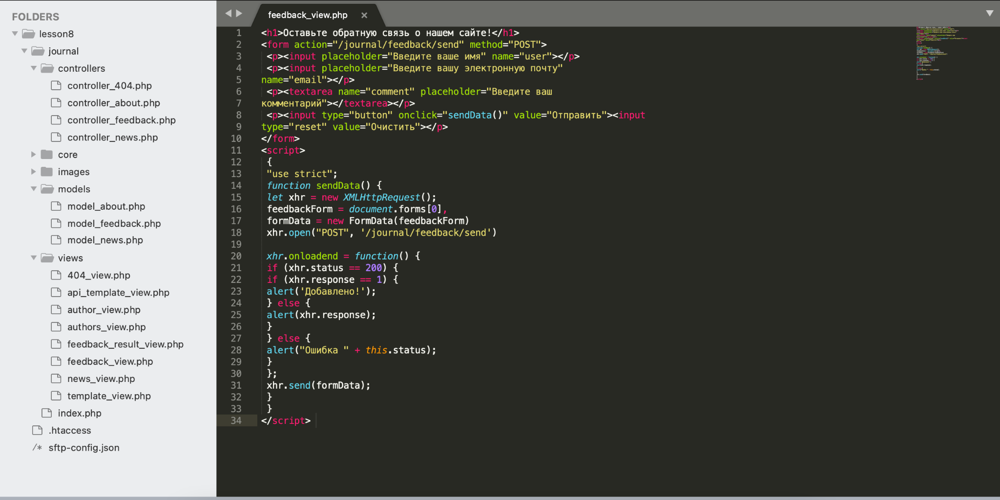 FOLDERS
lesson8
journal
controllers
controller_404.php
controller_about.php
controller_feedback.php
controller_news.php
core
images
models
model_about.php
model_feedback.php
model_news.php
views
404_view.php
api_template_view.php
author_view.php
authors_view.php
feedback_result_view.php
feedback_view.php
news_view.php
template_view.php
index.php
.htaccess
/* sftp-config.json
feedback_view.php ×
1 <h1>Оставьте обратную связь о нашем сайте!</h1>
2 <form action="/journal/feedback/send" method="POST">
3 <p><input placeholder="Введите ваше имя" name="user"></p>
4 <p><input placeholder="Введите вашу электронную почту"
5 name="email"></p>
6 <p><textarea name="comment" placeholder="Введите ваш
7 комментарий"></textarea></p>
8 <p><input type="button" onclick="sendData()" value="Отправить"><input
9 type="reset" value="Очистить"></p>
10 </form>
11 <script>
12 {
13 "use strict";
14 function sendData() {
15 let xhr = new XMLHttpRequest();
16 feedbackForm = document.forms[0],
17 formData = new FormData(feedbackForm)
18 xhr.open("POST", '/journal/feedback/send')
19
20 xhr.onloadend = function() {
21 if (xhr.status == 200) {
22 if (xhr.response == 1) {
23 alert('Добавлено!');
24 } else {
25 alert(xhr.response);
26 }
27 } else {
28 alert("Ошибка " + this.status);
29 }
30 };
31 xhr.send(formData);
32 }
33 }
34 </script>